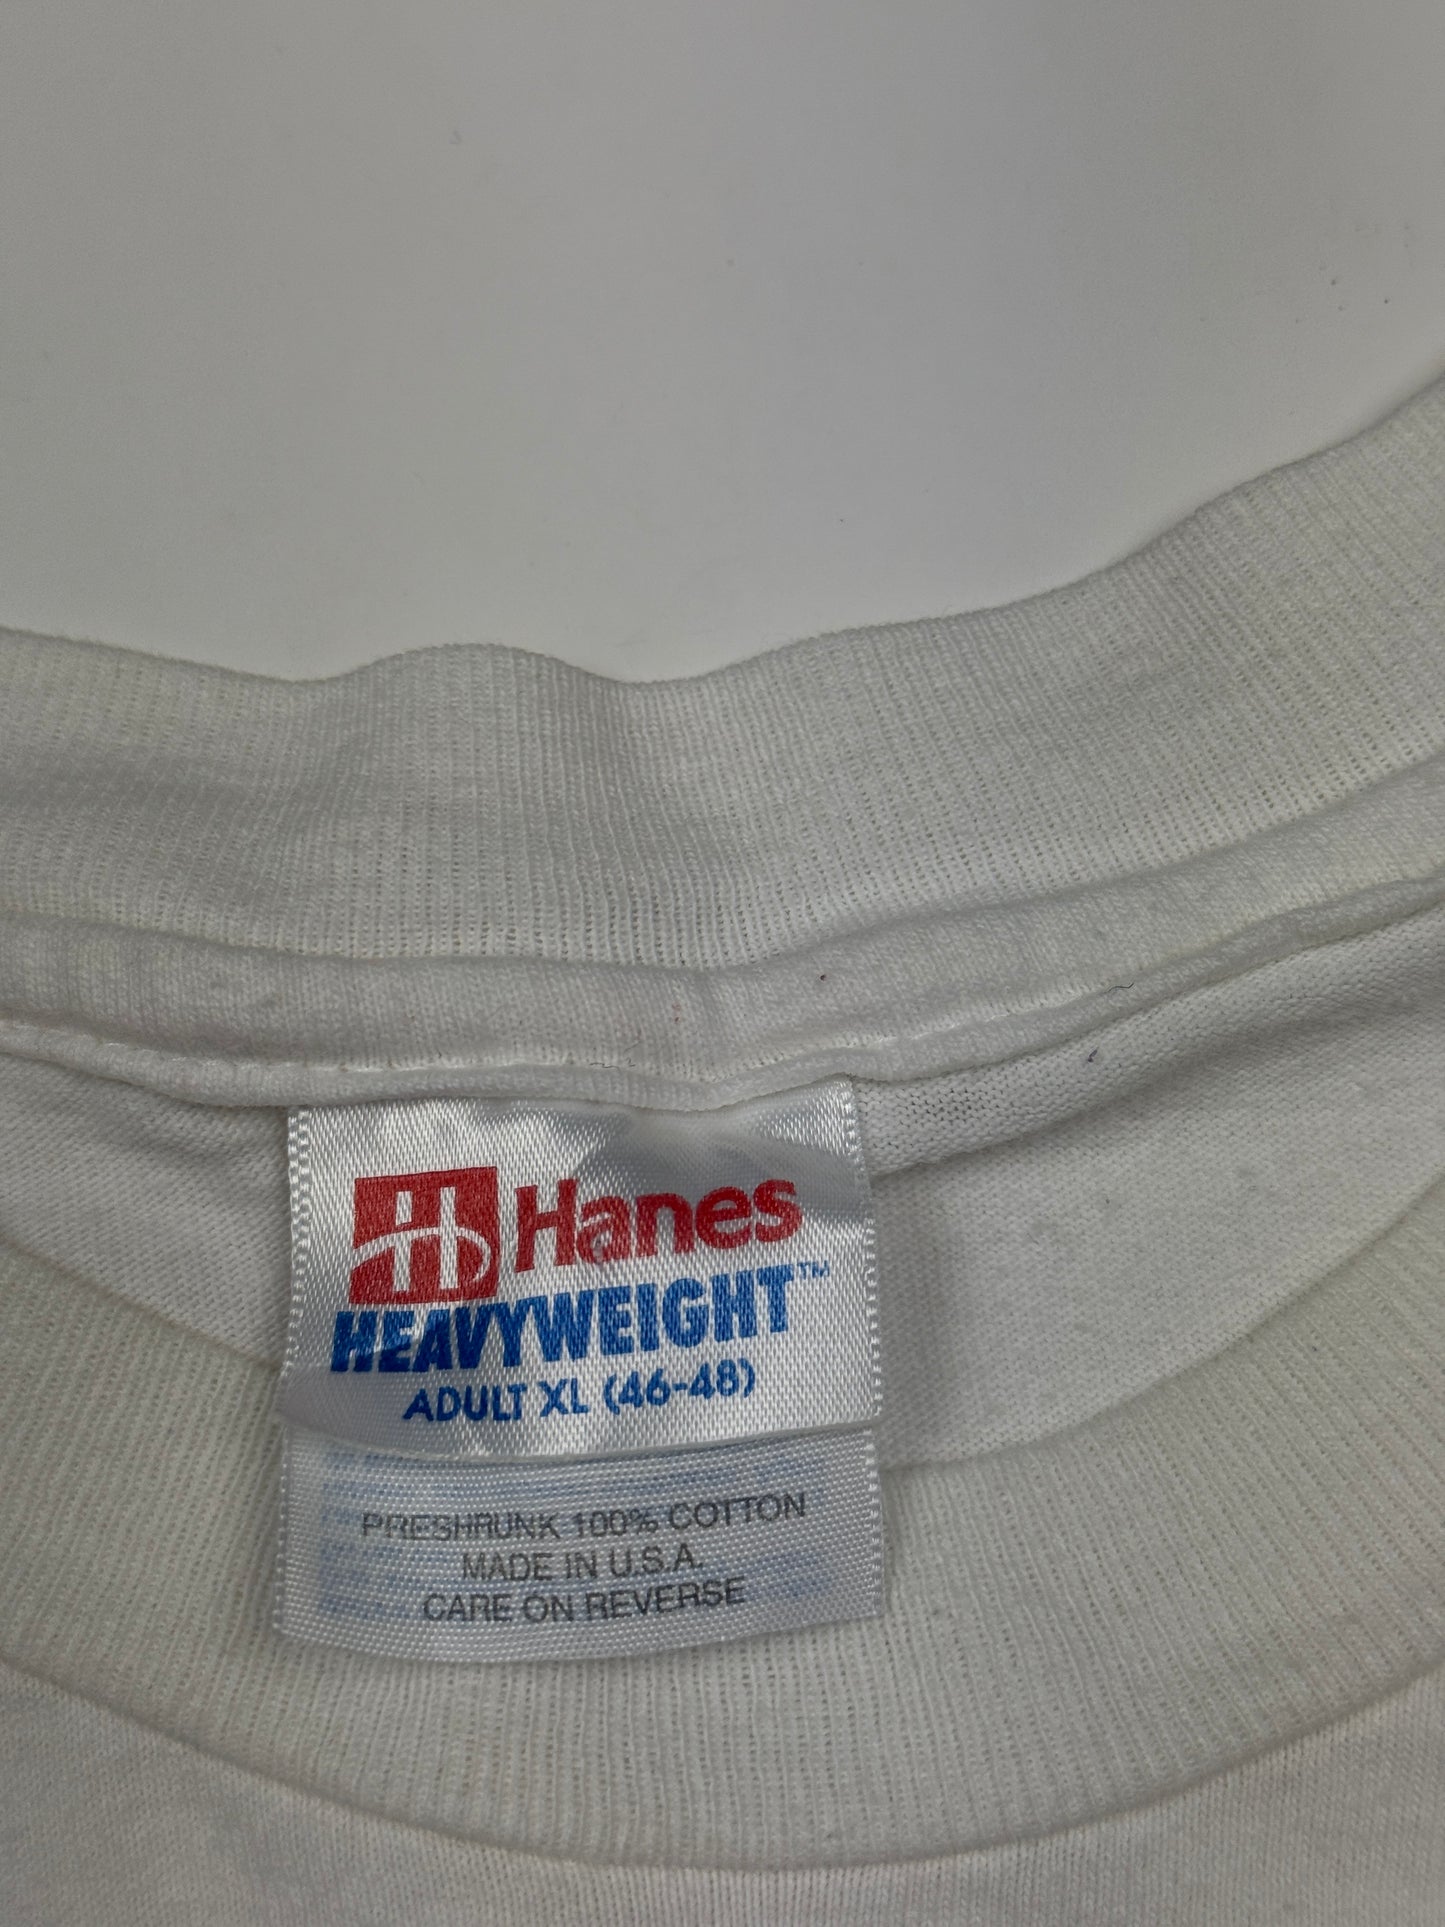 Hanes
HEAVYWEIGHT™
ADULT XL (46-48)
PRESHRUNK 100% COTTON
MADE IN U.S.A.
CARE ON REVERSE